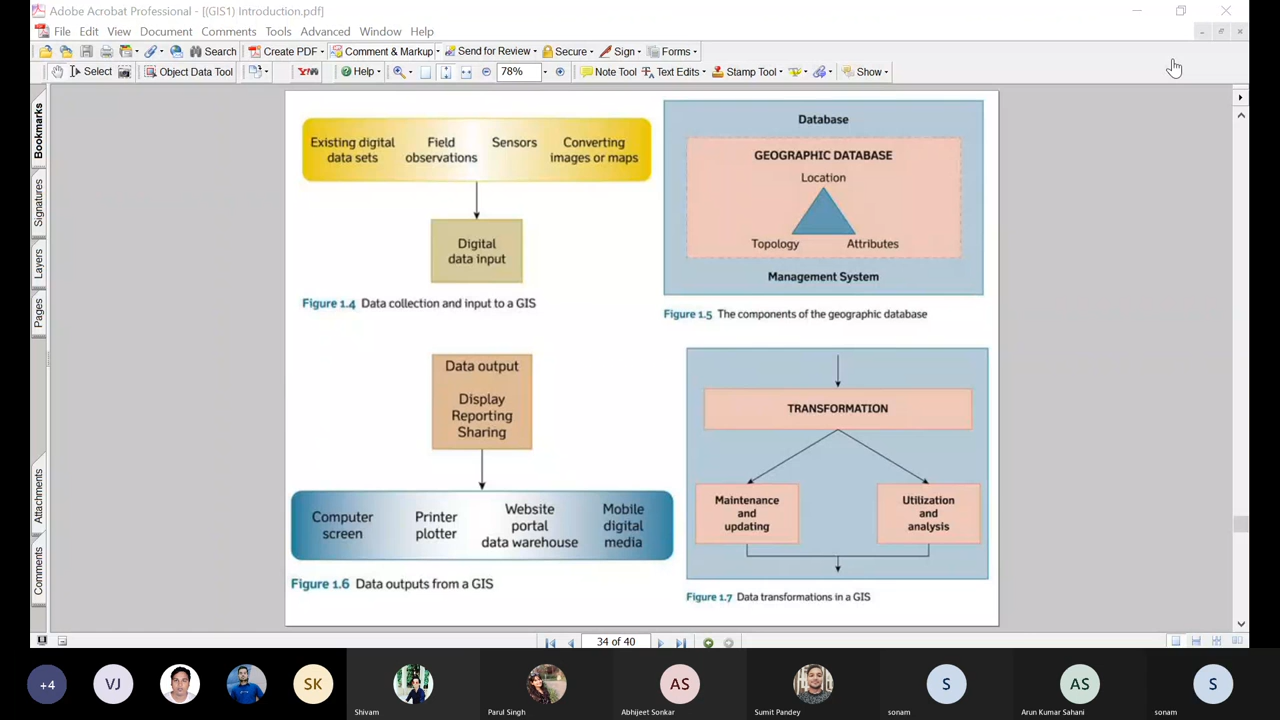 Adobe Acrobat Professional - [(GIS1) Introduction.pdf]
File Edit View Document Comments Tools Advanced Window Help
Search Create PDF Comment & Markup Send for Review Secure Sign Forms
Select Object Data Tool Help 78% Note Tool Text Edits Stamp Tool Show
Bookmarks
Signatures
Layers
Pages
Attachments
Comments
Existing digital
data sets
Field
observations
Sensors
Converting
images or maps
Digital
data input
Figure 1.4 Data collection and input to a GIS
Database
GEOGRAPHIC DATABASE
Location
Topology Attributes
Management System
Figure 1.5 The components of the geographic database
Data output
Display
Reporting
Sharing
Computer
screen
Printer
plotter
Website
portal
data warehouse
Mobile
digital
media
Figure 1.6 Data outputs from a GIS
TRANSFORMATION
Maintenance
and
updating
Utilization
and
analysis
Figure 1.7 Data transformations in a GIS
34 of 40
+4 VJ SK AS S AS S
Shivam Parul Singh Abhijeet Sonkar Sumit Pandey sonam Arun Kumar Sahani sonam